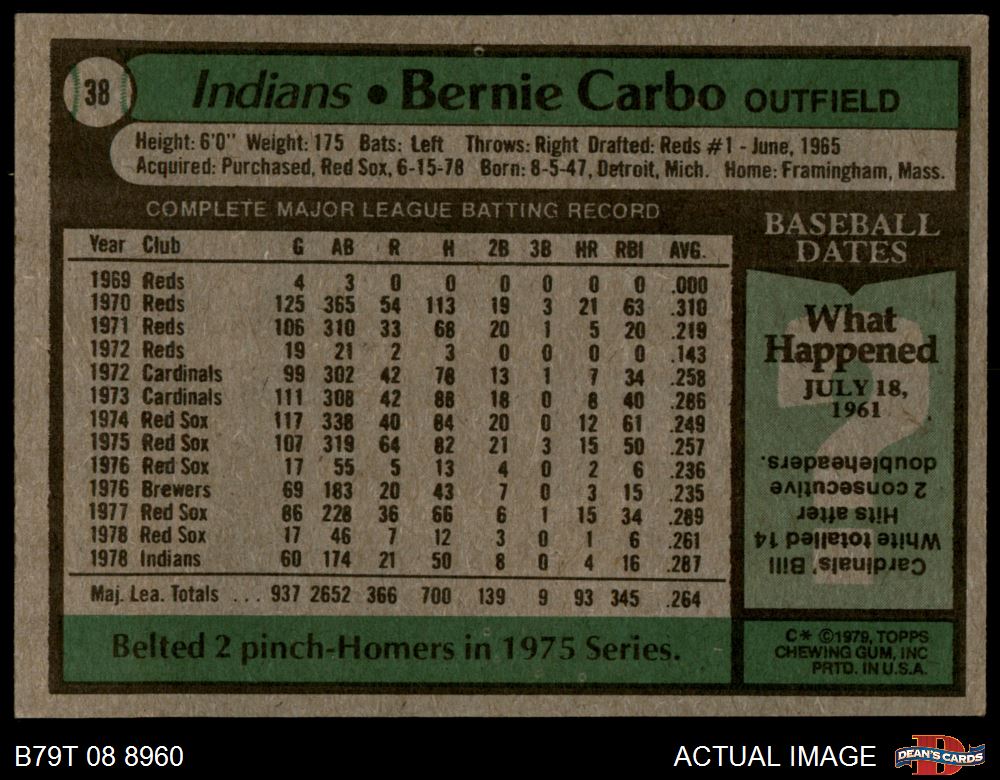 38
Indians • Bernie Carbo OUTFIELD
Height: 6'0" Weight: 175 Bats: Left Throws: Right Drafted: Reds #1 - June, 1965
Acquired: Purchased, Red Sox, 6-15-78 Born: 8-5-47, Detroit, Mich. Home: Framingham, Mass.
COMPLETE MAJOR LEAGUE BATTING RECORD
Year Club G AB R H 2B 3B HR RBI AVG.
1969 Reds 4 3 0 0 0 0 0 0 .000
1970 Reds 125 365 54 113 19 3 21 63 .310
1971 Reds 106 310 33 68 20 1 5 20 .219
1972 Reds 19 21 2 3 0 0 0 0 .143
1972 Cardinals 99 302 42 78 13 1 7 34 .258
1973 Cardinals 111 308 42 88 18 0 8 40 .286
1974 Red Sox 117 338 40 84 20 0 12 61 .249
1975 Red Sox 107 319 64 82 21 3 15 50 .257
1976 Red Sox 17 55 5 13 4 0 2 6 .236
1976 Brewers 69 183 20 43 7 0 3 15 .235
1977 Red Sox 86 228 36 66 6 1 15 34 .289
1978 Red Sox 17 46 7 12 3 0 1 6 .261
1978 Indians 60 174 21 50 8 0 4 16 .287
Maj. Lea. Totals ... 937 2652 366 700 139 9 93 345 .264
Belted 2 pinch-Homers in 1975 Series.
BASEBALL
DATES
What
Happened
JULY 18,
1961
Cardinals' Bill
White totalled 14
Hits after
2 consecutive
doubleheaders.
C* ©1979, TOPPS
CHEWING GUM, INC
PRTD. IN U.S.A.
B79T 08 8960
ACTUAL IMAGE
DEAN'S CARDS